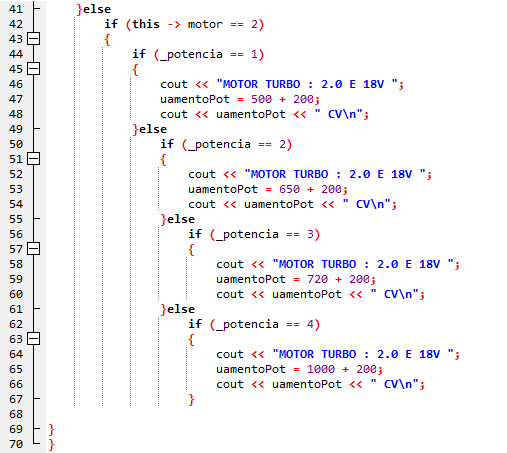 41 }else
42 if (this -> motor == 2)
43 {
44 if (_potencia == 1)
45 {
46 cout << "MOTOR TURBO : 2.0 E 18V ";
47 uamentoPot = 500 + 200;
48 cout << uamentoPot << " CV\n";
49 }else
50 if (_potencia == 2)
51 {
52 cout << "MOTOR TURBO : 2.0 E 18V ";
53 uamentoPot = 650 + 200;
54 cout << uamentoPot << " CV\n";
55 }else
56 if (_potencia == 3)
57 {
58 cout << "MOTOR TURBO : 2.0 E 18V ";
59 uamentoPot = 720 + 200;
60 cout << uamentoPot << " CV\n";
61 }else
62 if (_potencia == 4)
63 {
64 cout << "MOTOR TURBO : 2.0 E 18V ";
65 uamentoPot = 1000 + 200;
66 cout << uamentoPot << " CV\n";
67 }
68
69 }
70 }